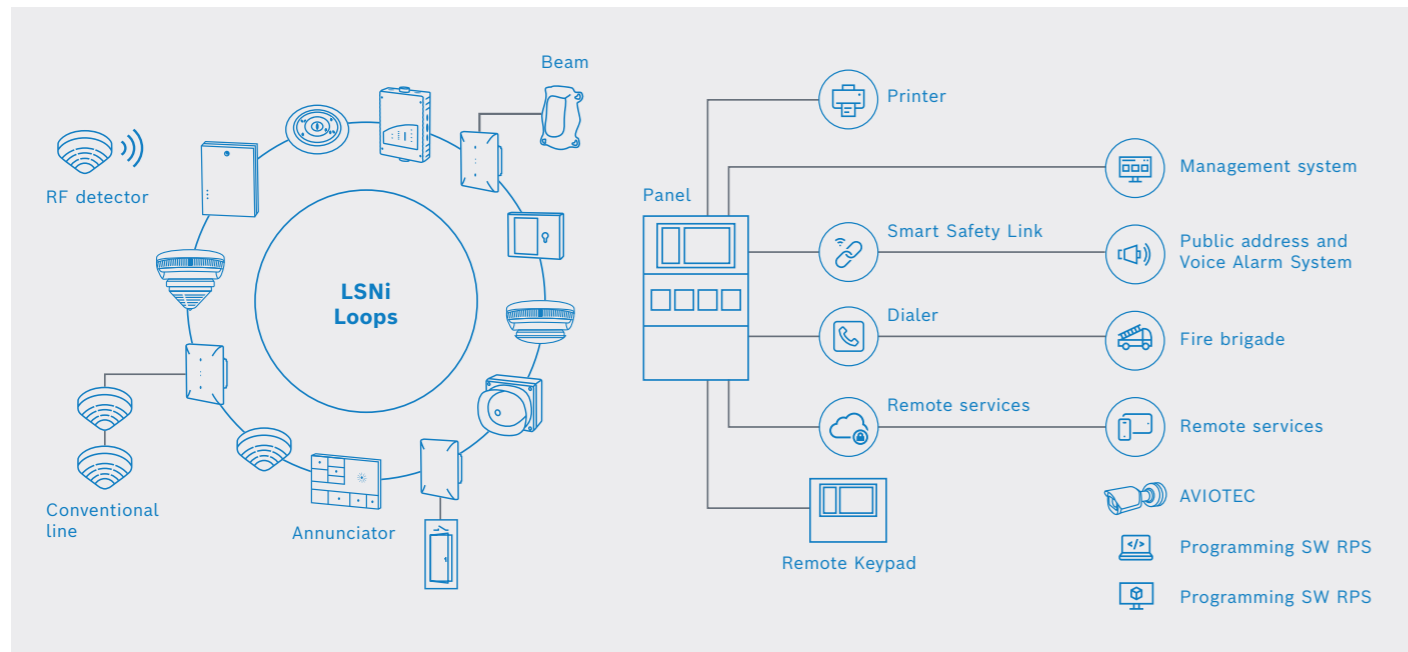 Beam
RF detector
LSNi
Loops
Conventional
line
Annunciator
Panel
Printer
Management system
Smart Safety Link
Public address and
Voice Alarm System
Dialer
Fire brigade
Remote services
Remote services
Remote Keypad
AVIOTEC
</> Programming SW RPS
Programming SW RPS